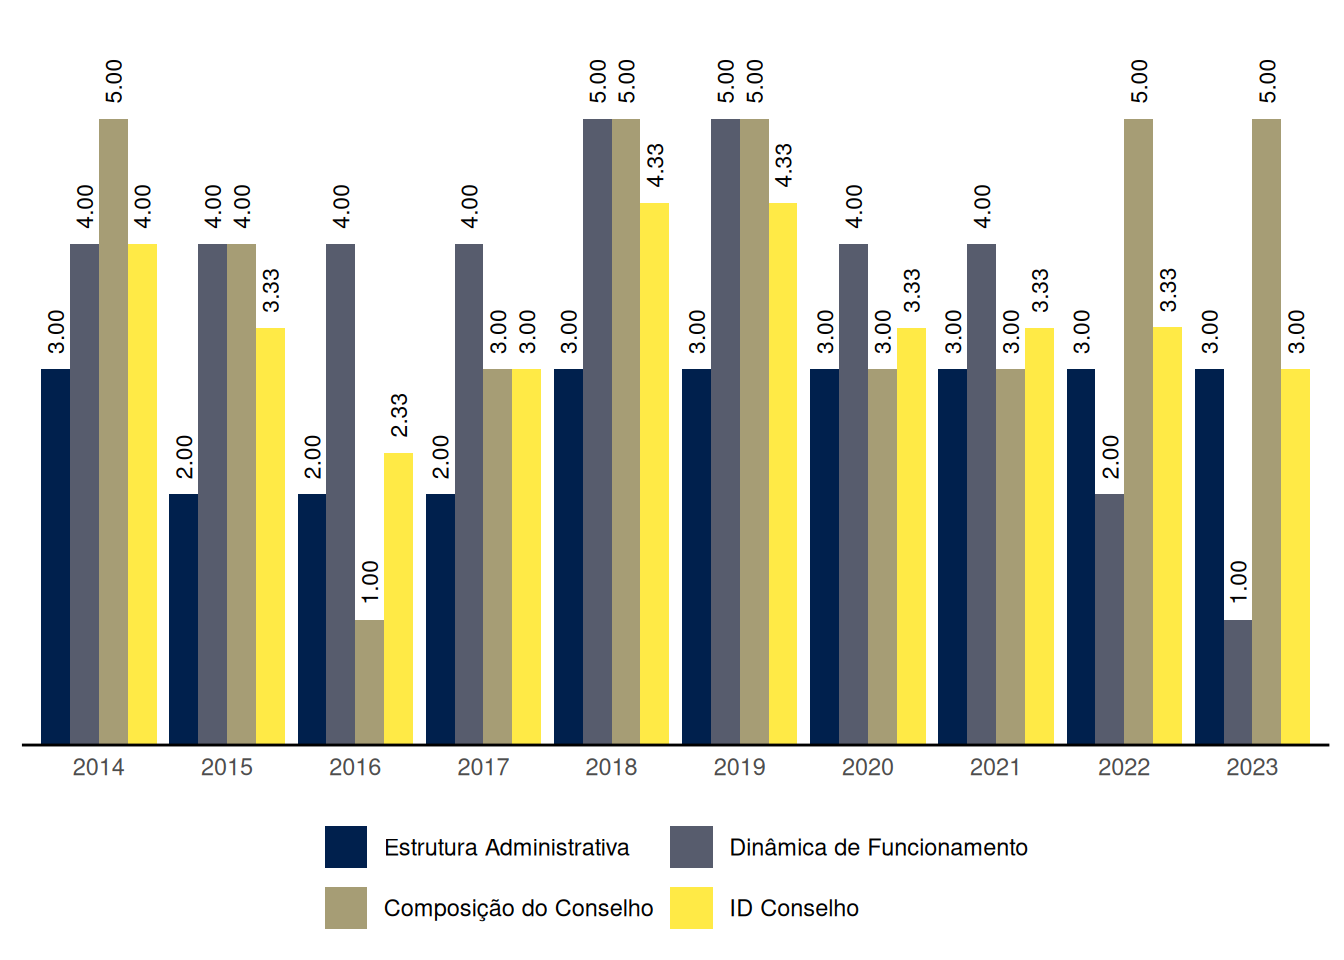 3.00 4.00 5.00 4.00
2.00 4.00 4.00 3.33
2.00 4.00 1.00 2.33
2.00 4.00 3.00 3.00
3.00 5.00 5.00 4.33
3.00 5.00 5.00 4.33
3.00 4.00 3.00 3.33
3.00 4.00 3.00 3.33
3.00 2.00 5.00 3.33
3.00 1.00 5.00 3.00
2014 2015 2016 2017 2018 2019 2020 2021 2022 2023
Estrutura Administrativa Dinâmica de Funcionamento
Composição do Conselho ID Conselho